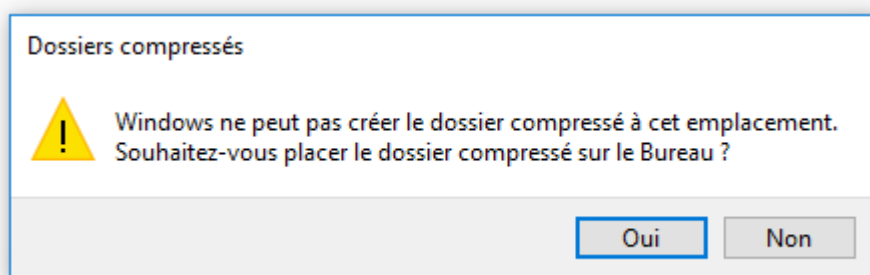 Dossiers compressés
Windows ne peut pas créer le dossier compressé à cet emplacement.
Souhaitez-vous placer le dossier compressé sur le Bureau ?
Oui
Non